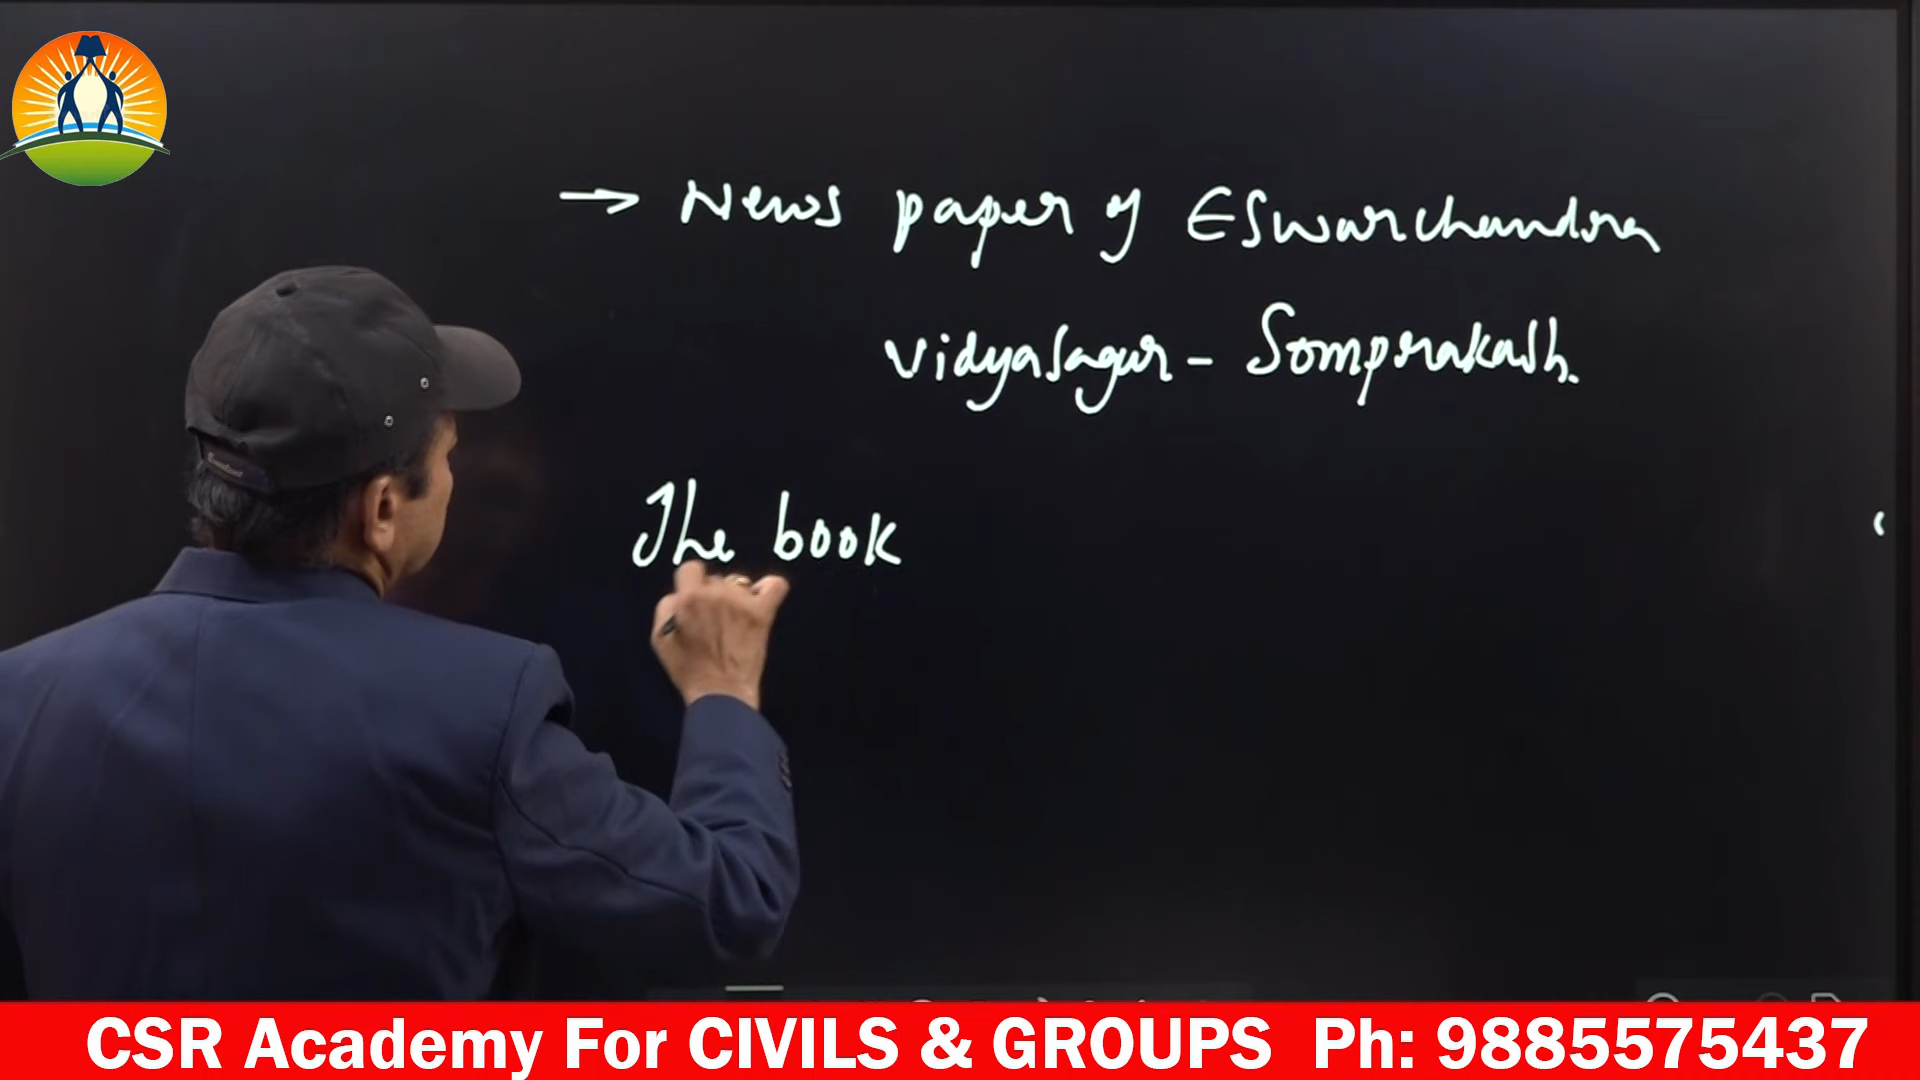 → News paper of Eswarchandra
vidyasagar - Somprakash.
The book
CSR Academy For CIVILS & GROUPS Ph: 9885575437